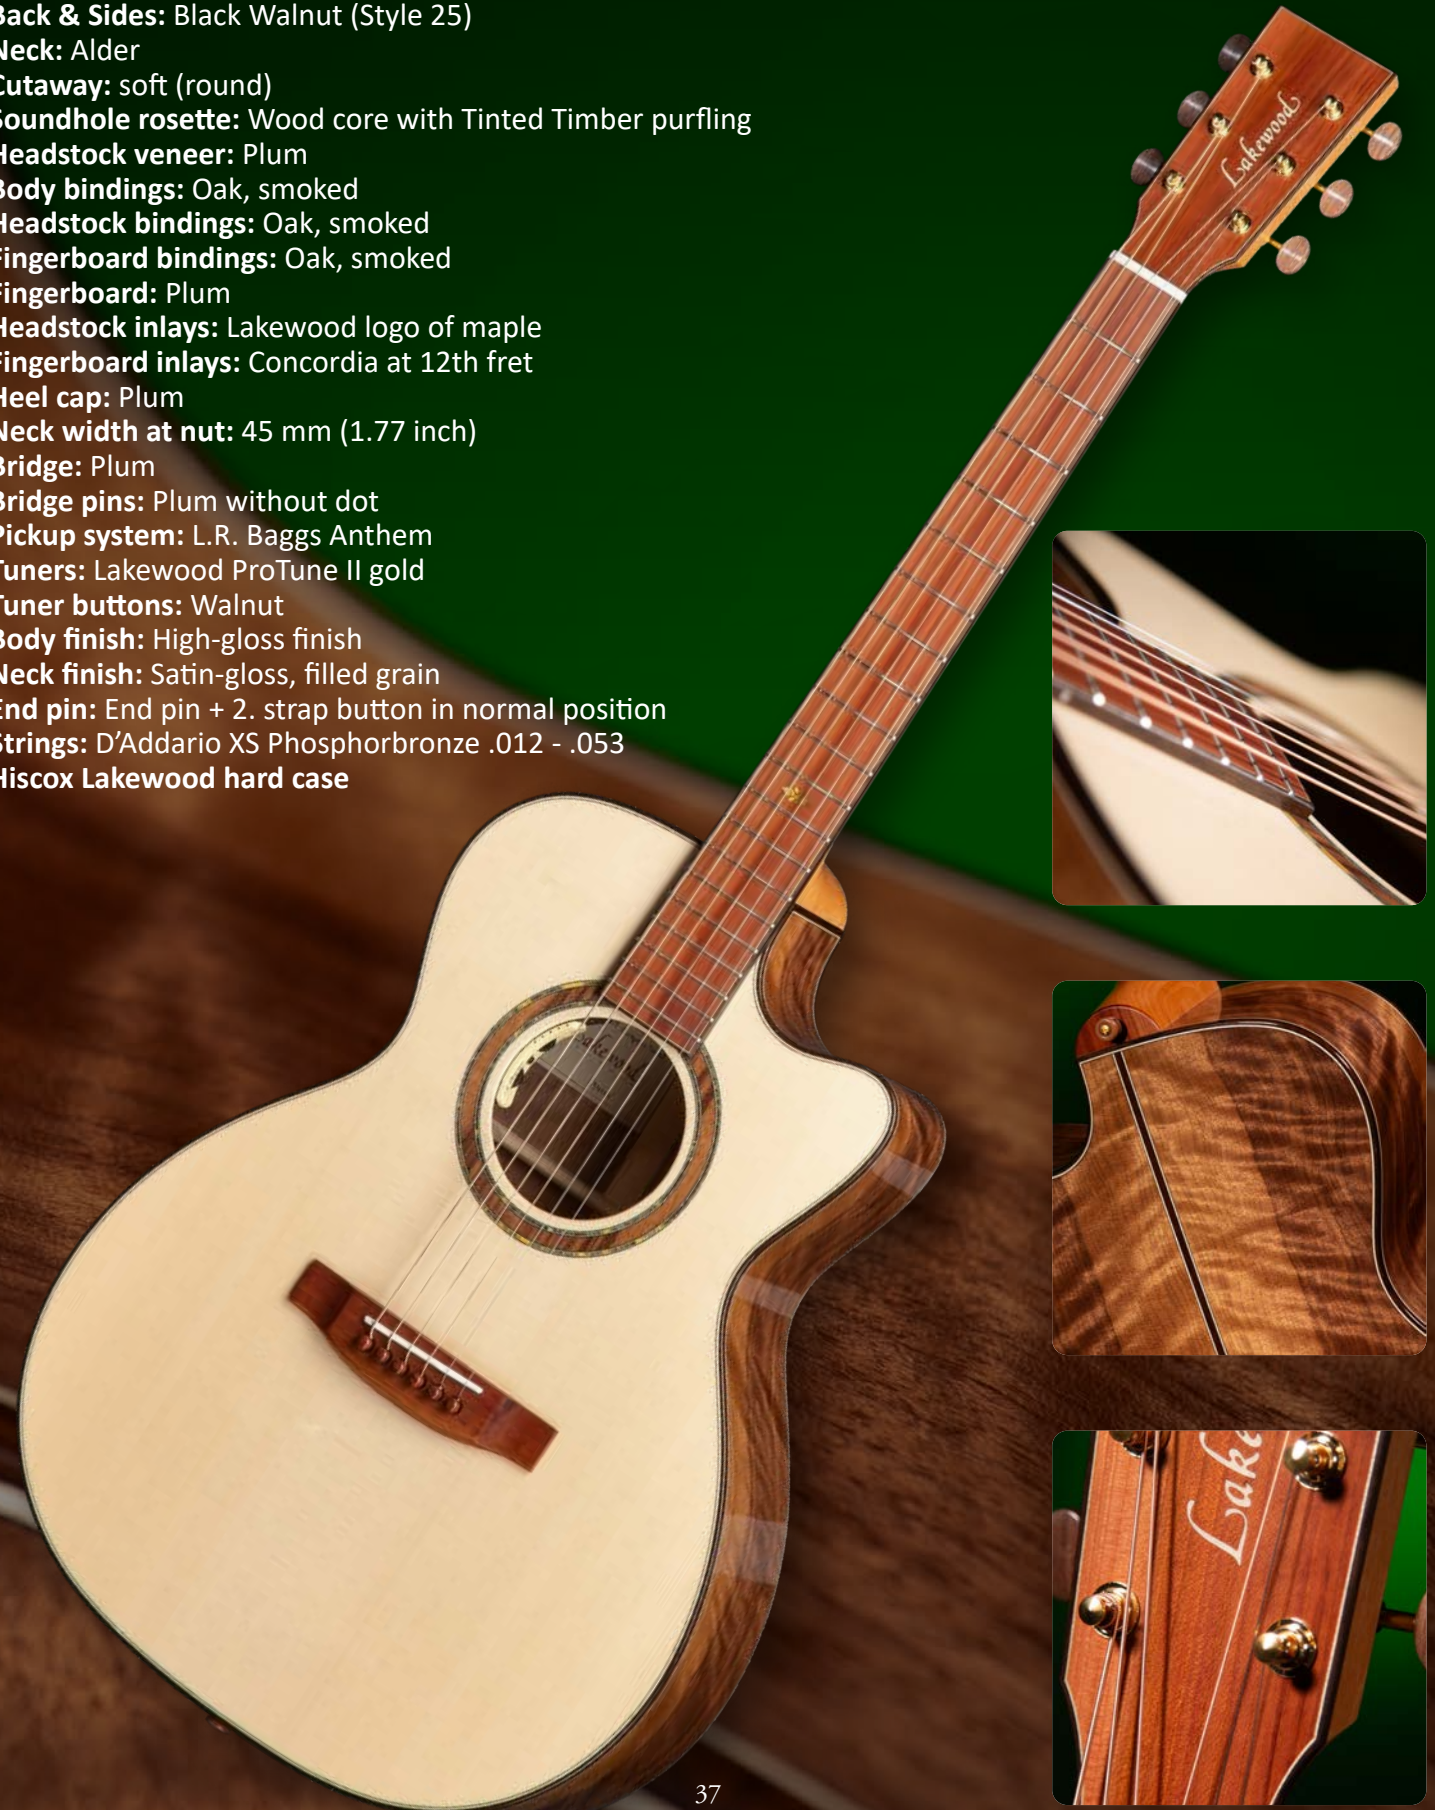 Back & Sides: Black Walnut (Style 25)
Neck: Alder
Cutaway: soft (round)
Soundhole rosette: Wood core with Tinted Timber purfling
Headstock veneer: Plum
Body bindings: Oak, smoked
Headstock bindings: Oak, smoked
Fingerboard bindings: Oak, smoked
Fingerboard: Plum
Headstock inlays: Lakewood logo of maple
Fingerboard inlays: Concordia at 12th fret
Heel cap: Plum
Neck width at nut: 45 mm (1.77 inch)
Bridge: Plum
Bridge pins: Plum without dot
Pickup system: L.R. Baggs Anthem
Tuners: Lakewood ProTune II gold
Tuner buttons: Walnut
Body finish: High-gloss finish
Neck finish: Satin-gloss, filled grain
End pin: End pin + 2. strap button in normal position
Strings: D'Addario XS Phosphorbronze .012 - .053
Hiscox Lakewood hard case
Lakewood
Lakewood
Lake
37